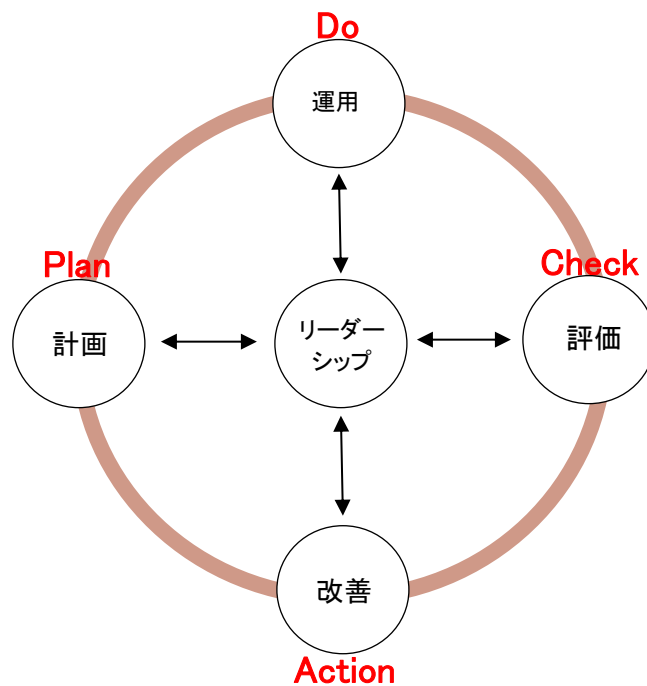 Do
運用
Plan
計画
リーダー
シップ
Check
評価
改善
Action